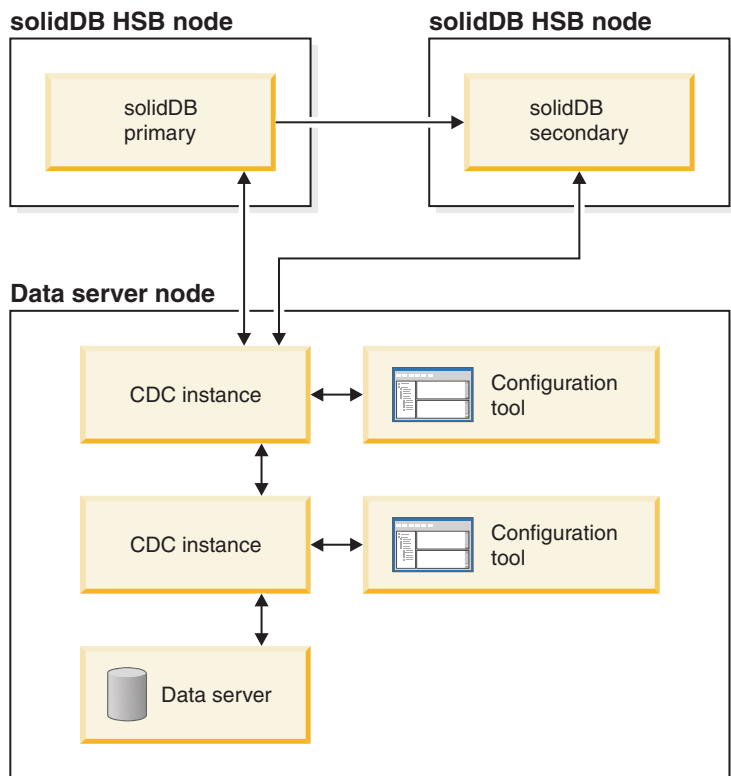 solidDB HSB node
solidDB HSB node
solidDB
primary
solidDB
secondary
Data server node
CDC instance
Configuration
tool
CDC instance
Configuration
tool
Data server